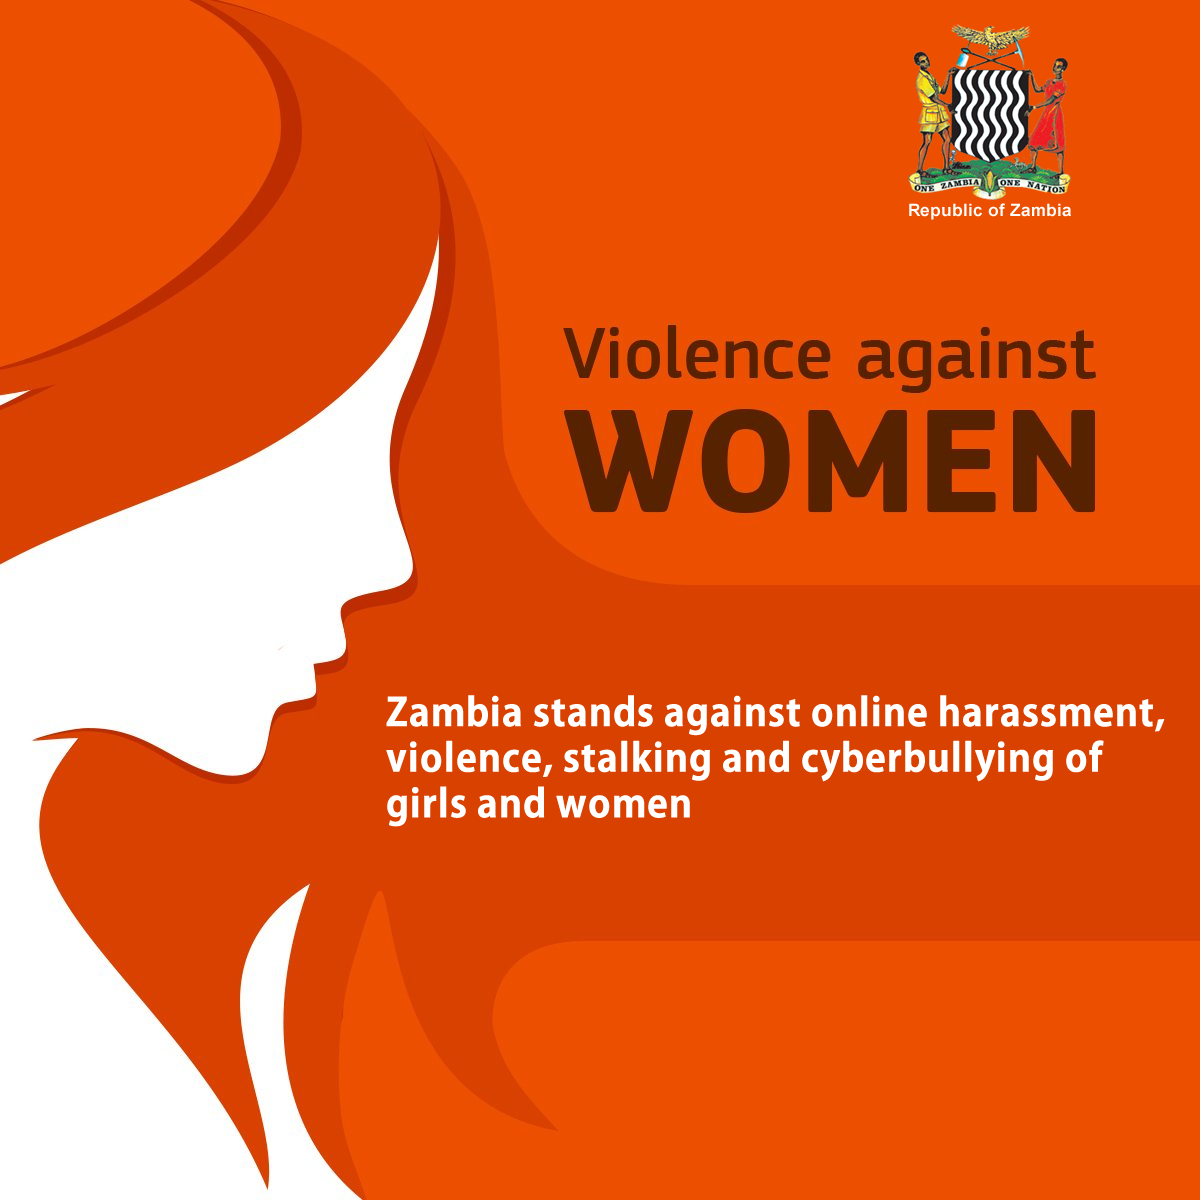 ONE ZAMBIA ONE NATION
Republic of Zambia
Violence against
WOMEN
Zambia stands against online harassment,
violence, stalking and cyberbullying of
girls and women